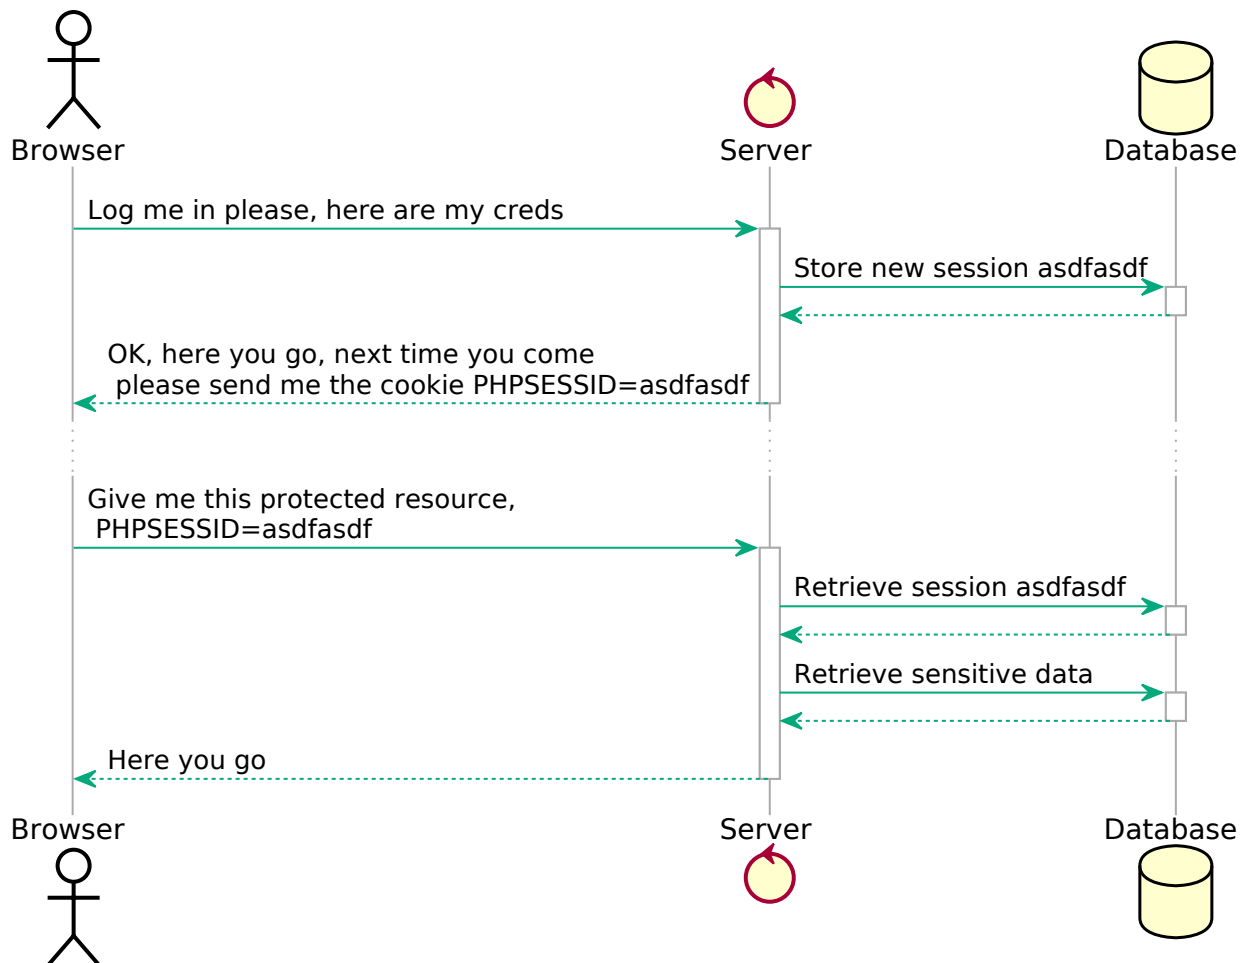 Browser
Server
Database
Log me in please, here are my creds
Store new session asdfasdf
OK, here you go, next time you come
please send me the cookie PHPSESSID=asdfasdf
Give me this protected resource,
PHPSESSID=asdfasdf
Retrieve session asdfasdf
Retrieve sensitive data
Here you go
Browser
Server
Database